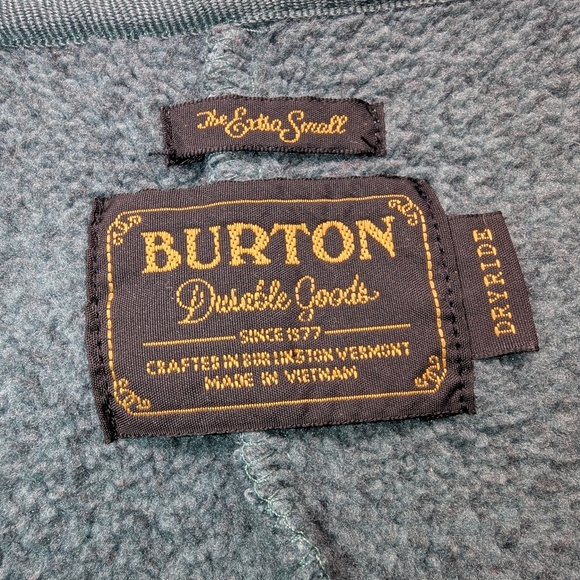 The Extra Small
BURTON
Durable Goods
SINCE 1977
CRAFTED IN BURLINGTON VERMONT
MADE IN VIETNAM
DRYRIDE